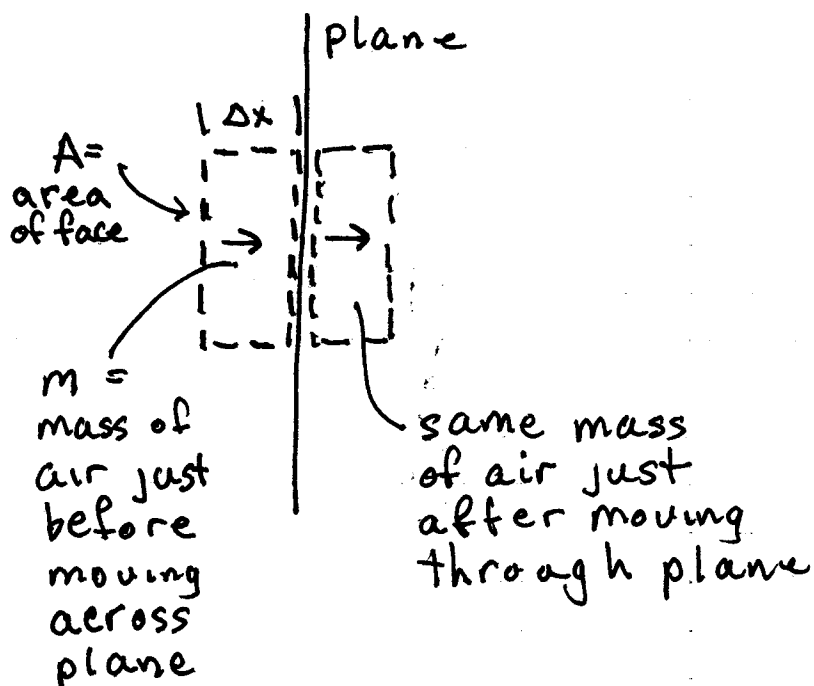 plane
Δx
A=
area
of face
m =
mass of
air just
before
moving
across
plane
same mass
of air just
after moving
through plane